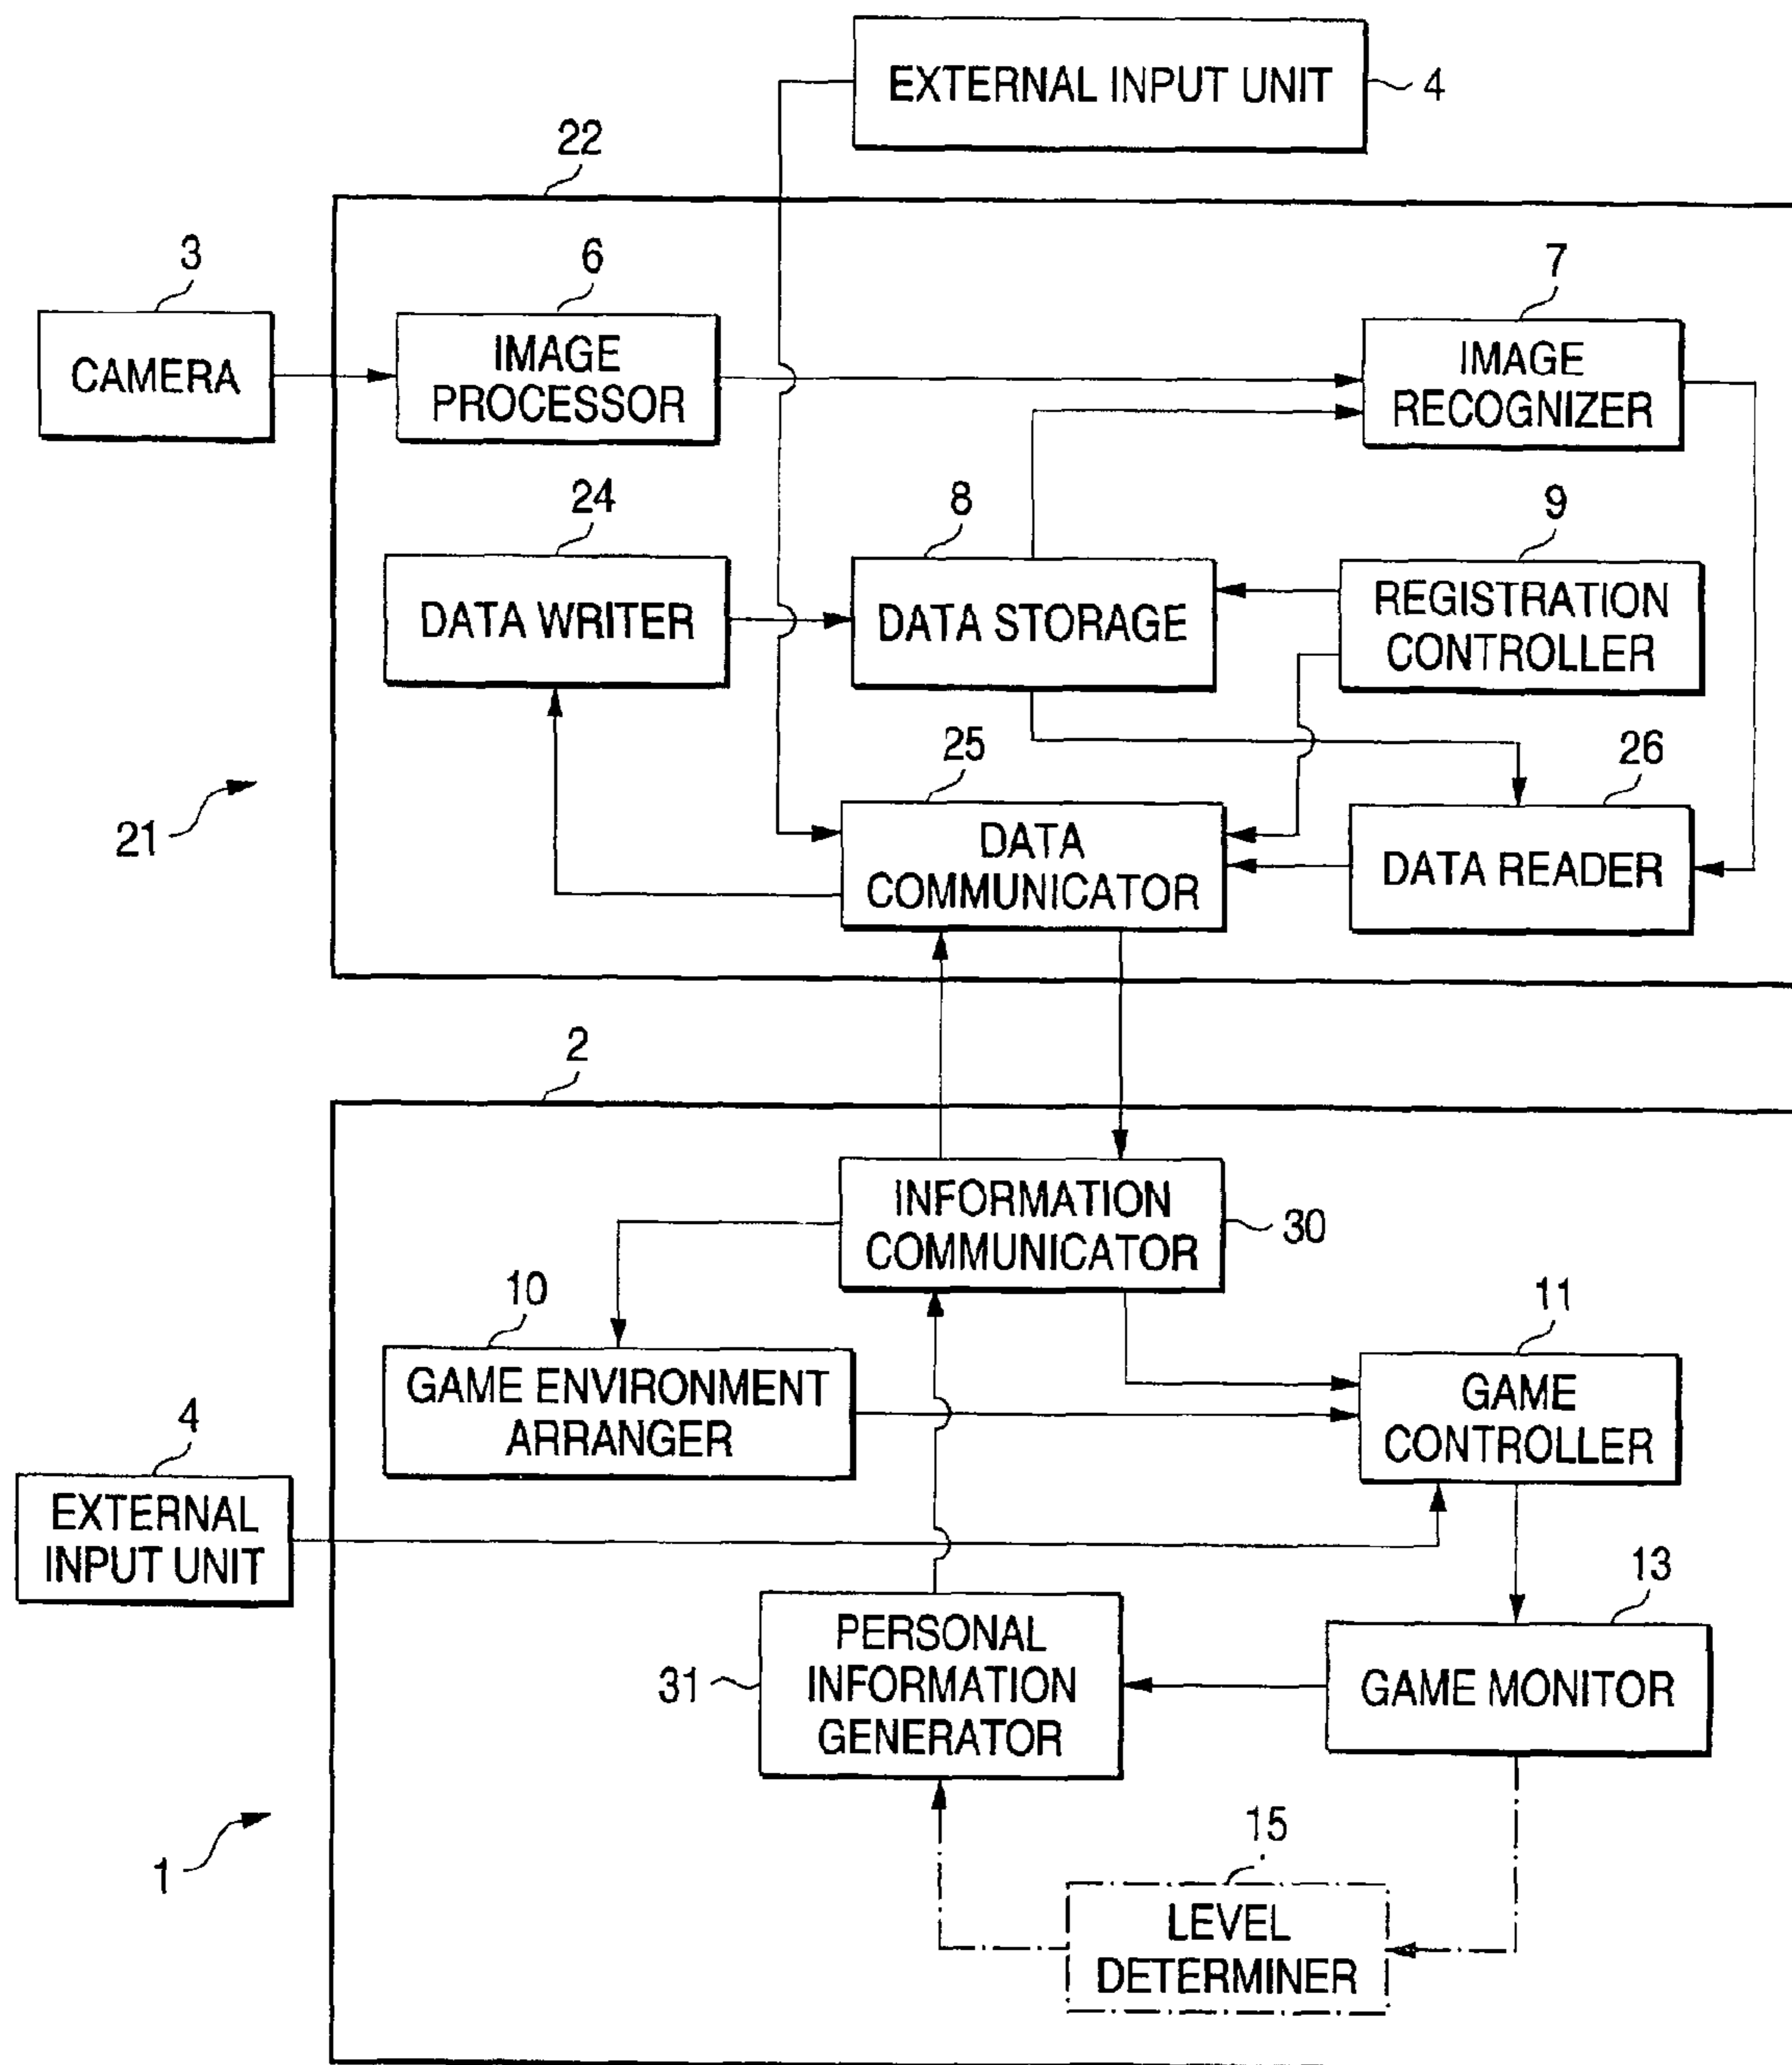 EXTERNAL INPUT UNIT
4
22
3
CAMERA
6
IMAGE
PROCESSOR
7
IMAGE
RECOGNIZER
24
DATA WRITER
8
DATA STORAGE
9
REGISTRATION
CONTROLLER
21
25
DATA
COMMUNICATOR
26
DATA READER
2
INFORMATION
COMMUNICATOR
30
10
GAME ENVIRONMENT
ARRANGER
11
GAME
CONTROLLER
4
EXTERNAL
INPUT UNIT
31
PERSONAL
INFORMATION
GENERATOR
13
GAME MONITOR
1
15
LEVEL
DETERMINER